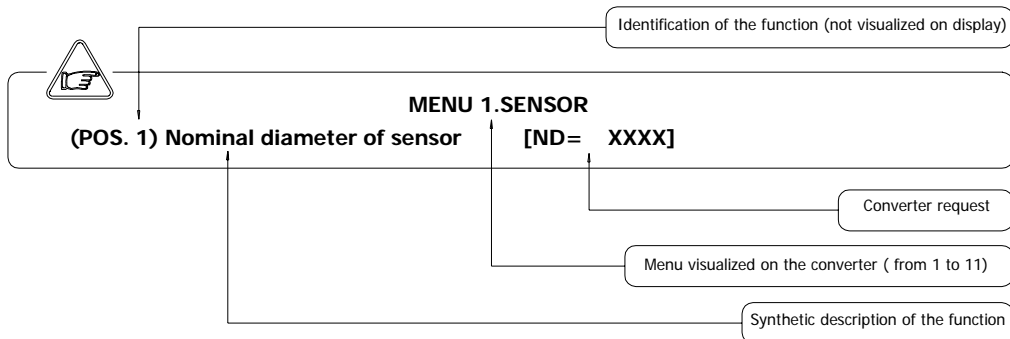 Identification of the function (not visualized on display)
MENU 1.SENSOR
(POS. 1) Nominal diameter of sensor [ND= XXXX]
Converter request
Menu visualized on the converter ( from 1 to 11)
Synthetic description of the function